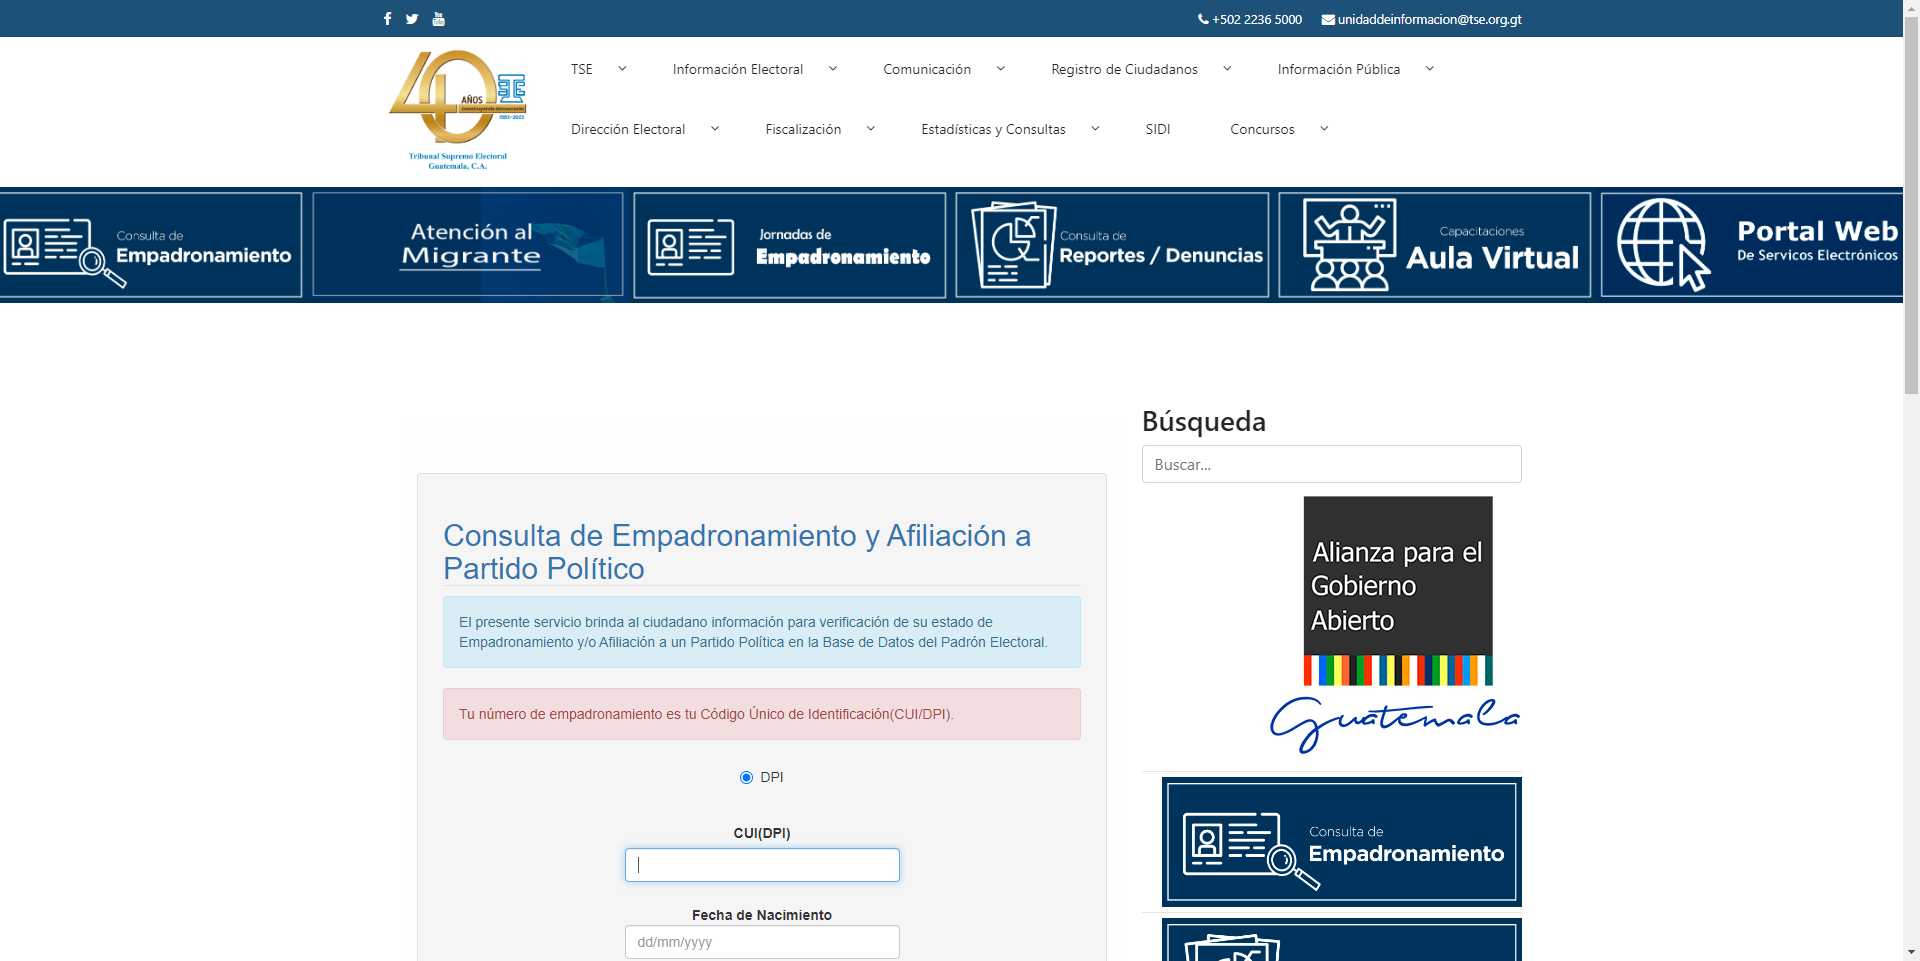 +502 2236 5000 unidaddeinformacion@tse.org.gt
40 AÑOS
Tribunal Supremo Electoral
Guatemala, C.A.
TSE Información Electoral Comunicación Registro de Ciudadanos Información Pública
Dirección Electoral Fiscalización Estadísticas y Consultas SIDI Concursos
Consulta de
Empadronamiento
Atención al
Migrante
Jornadas de
Empadronamiento
Consulta de
Reportes / Denuncias
Capacitaciones
Aula Virtual
Portal Web
De Servicos Electrónicos
Búsqueda
Buscar...
Consulta de Empadronamiento y Afiliación a
Partido Político
El presente servicio brinda al ciudadano información para verificación de su estado de
Empadronamiento y/o Afiliación a un Partido Política en la Base de Datos del Padrón Electoral.
Tu número de empadronamiento es tu Código Único de Identificación(CUI/DPI).
DPI
CUI(DPI)
Fecha de Nacimiento
dd/mm/yyyy
Alianza para el
Gobierno
Abierto
Guatemala
Consulta de
Empadronamiento